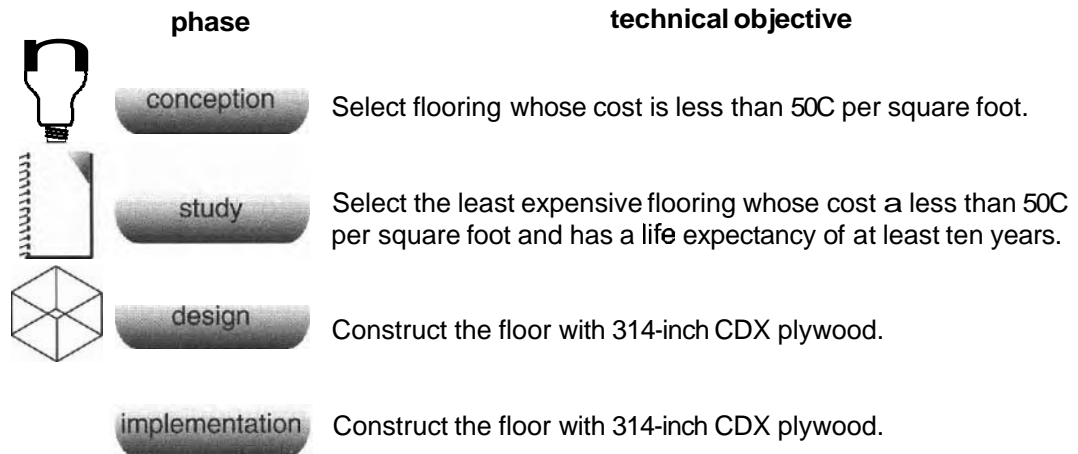 phase technical objective
conception Select flooring whose cost is less than 50C per square foot.
study Select the least expensive flooring whose cost a less than 50C
per square foot and has a life expectancy of at least ten years.
design Construct the floor with 314-inch CDX plywood.
implementation Construct the floor with 314-inch CDX plywood.